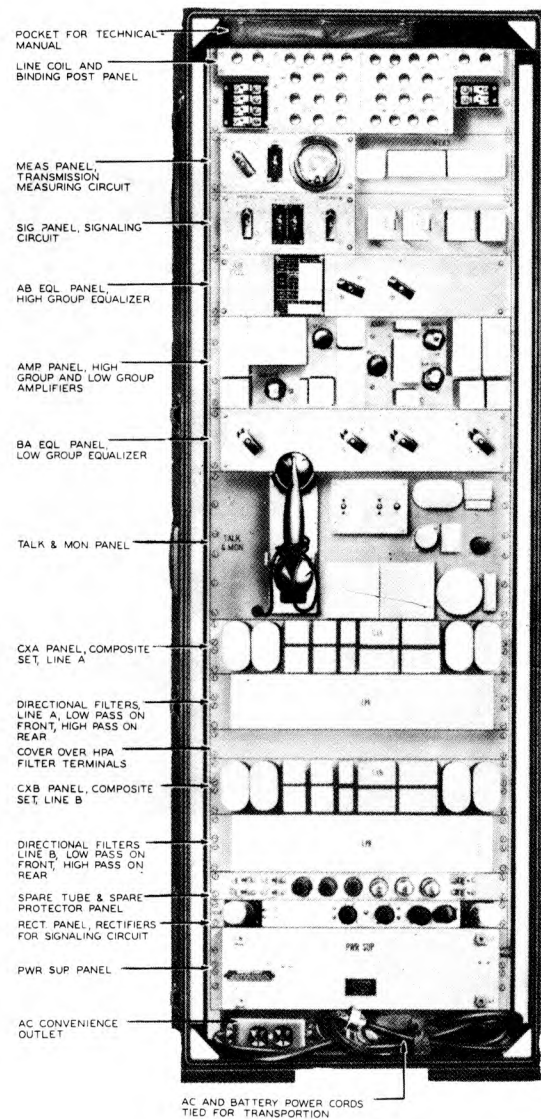 POCKET FOR TECHNICAL
MANUAL
LINE COIL AND
BINDING POST PANEL
MEAS PANEL,
TRANSMISSION
MEASURING CIRCUIT
SIG PANEL, SIGNALING
CIRCUIT
AB EQL PANEL,
HIGH GROUP EQUALIZER
AMP PANEL, HIGH
GROUP AND LOW GROUP
AMPLIFIERS
BA EQL PANEL,
LOW GROUP EQUALIZER
TALK & MON PANEL
TALK
& MON
CXA PANEL, COMPOSITE
SET, LINE A
CXA
DIRECTIONAL FILTERS,
LINE A, LOW PASS ON
FRONT, HIGH PASS ON
REAR
LPA
COVER OVER HPA
FILTER TERMINALS
CXB PANEL, COMPOSITE
SET, LINE B
CXB
DIRECTIONAL FILTERS
LINE B, LOW PASS ON
FRONT, HIGH PASS ON
REAR
LPB
SPARE TUBE & SPARE
PROTECTOR PANEL
RECT. PANEL, RECTIFIERS
FOR SIGNALING CIRCUIT
PWR SUP PANEL
PWR SUP
AC CONVENIENCE
OUTLET
AC AND BATTERY POWER CORDS
TIED FOR TRANSPORTION